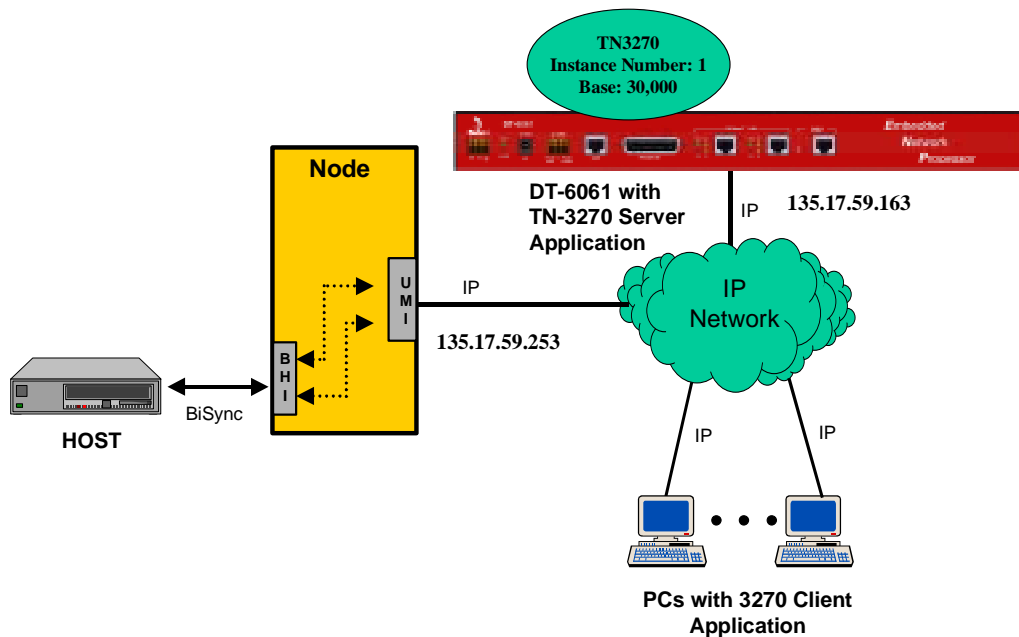 TN3270
Instance Number: 1
Base: 30,000
DT-6061
Embedded
Network
Processor
Node
DT-6061 with
TN-3270 Server
Application
IP
135.17.59.163
U
M
I
IP
135.17.59.253
IP
Network
B
H
I
BiSync
HOST
IP
IP
PCs with 3270 Client
Application